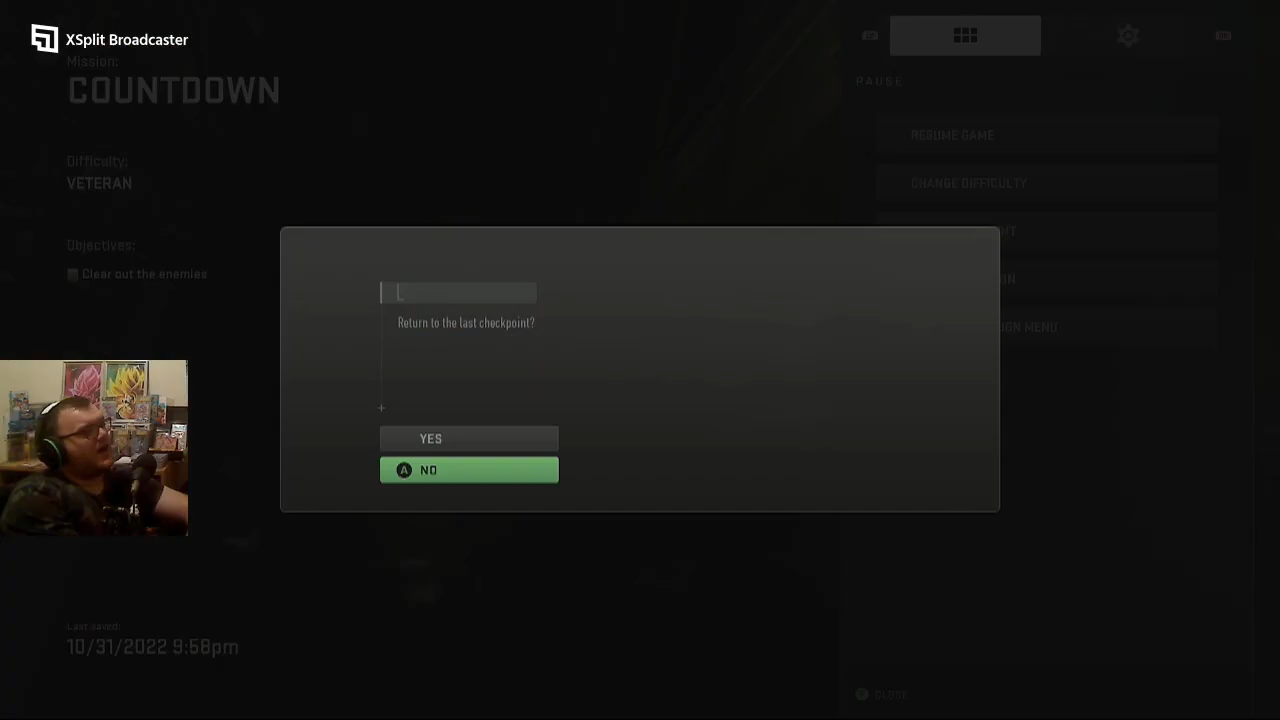 XSplit Broadcaster
Mission:
COUNTDOWN
Difficulty:
VETERAN
Objectives:
Clear out the enemies
PAUSE
RESUME GAME
CHANGE DIFFICULTY
Return to the last checkpoint?
YES
A NO
Last saved:
10/31/2022 9:58pm
CLOSE